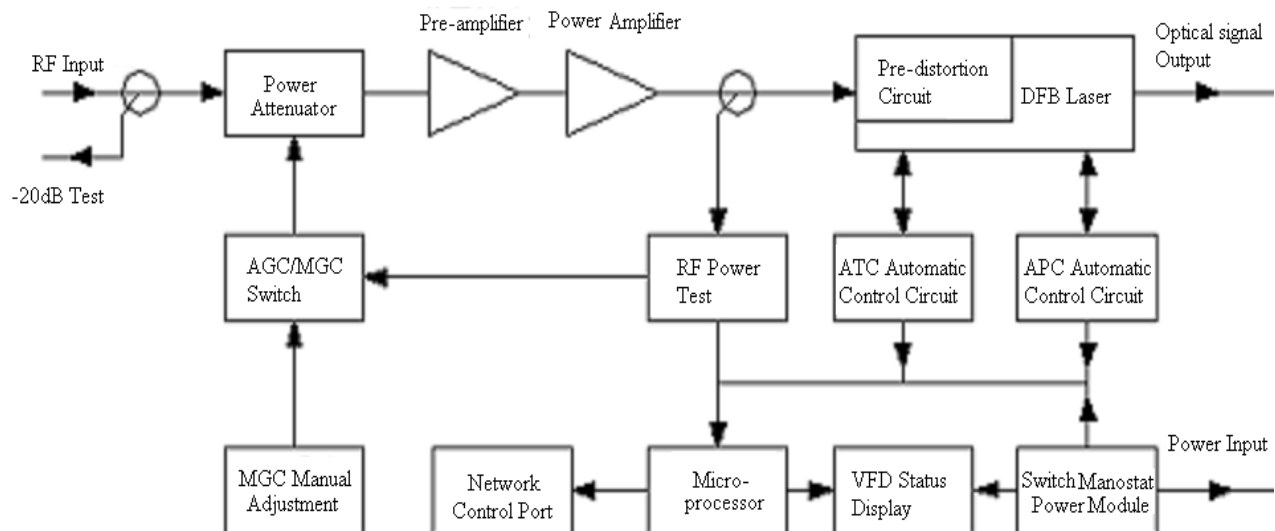 Pre-amplifier
Power Amplifier
Optical signal
Output
RF Input
Power
Attenuator
Pre-distortion
Circuit
DFB Laser
-20dB Test
AGC/MGC
Switch
RF Power
Test
ATC Automatic
Control Circuit
APC Automatic
Control Circuit
Power Input
MGC Manual
Adjustment
Network
Control Port
Micro-
processor
VFD Status
Display
Switch Manostat
Power Module